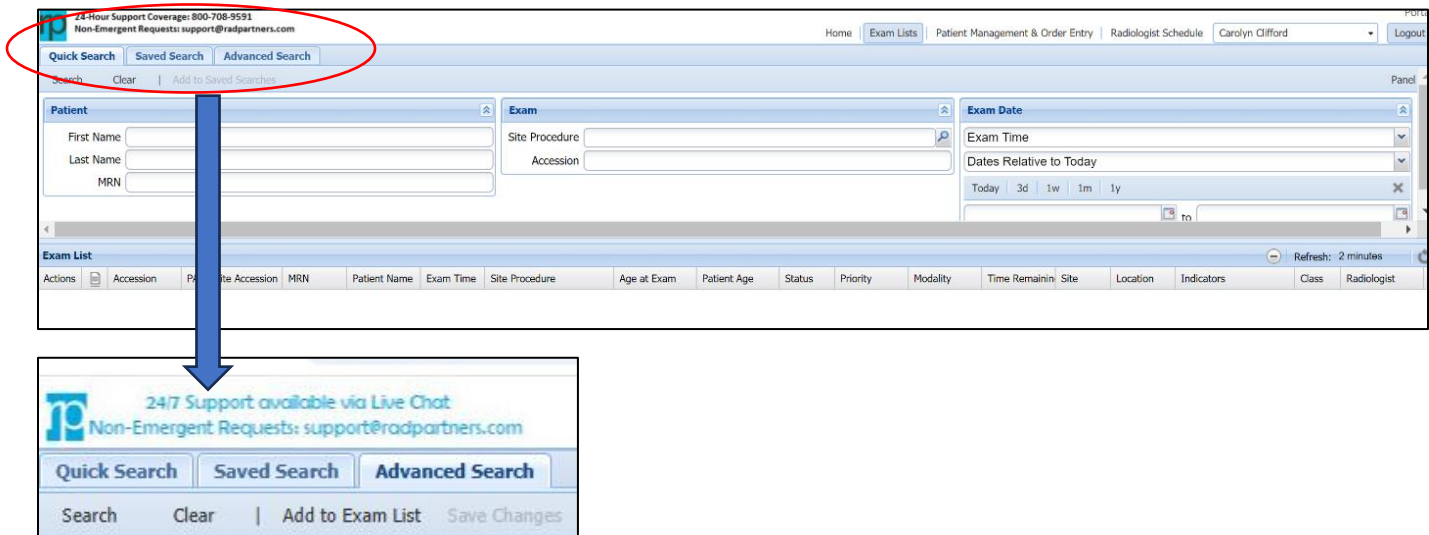 rp
24-Hour Support Coverage: 800-708-9591
Non-Emergent Requests: support@radpartners.com
Home | Exam Lists | Patient Management & Order Entry | Radiologist Schedule Carolyn Clifford Logout
Quick Search Saved Search Advanced Search
Search Clear | Add to Saved Searches Panel
Patient
First Name
Last Name
MRN
Exam
Site Procedure
Accession
Exam Date
Exam Time
Dates Relative to Today
Today 3d 1w 1m 1y
to
Exam List Refresh: 2 minutes
Actions Accession Site Accession MRN Patient Name Exam Time Site Procedure Age at Exam Patient Age Status Priority Modality Time Remainin Site Location Indicators Class Radiologist
rp
24/7 Support available via Live Chat
Non-Emergent Requests: support@radpartners.com
Quick Search Saved Search Advanced Search
Search Clear | Add to Exam List Save Changes